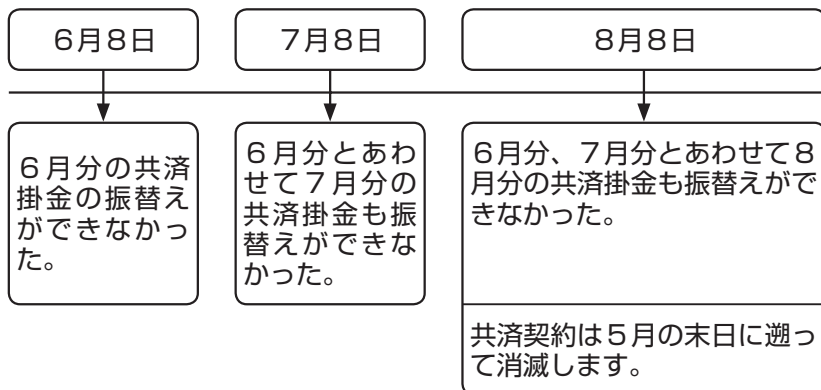 ６月８日
７月８日
８月８日
６月分の共済
掛金の振替え
ができなかっ
た。
６月分とあわ
せて７月分の
共済掛金も振
替えができな
かった。
６月分、７月分とあわせて８
月分の共済掛金も振替えがで
きなかった。
共済契約は５月の末日に遡っ
て消滅します。